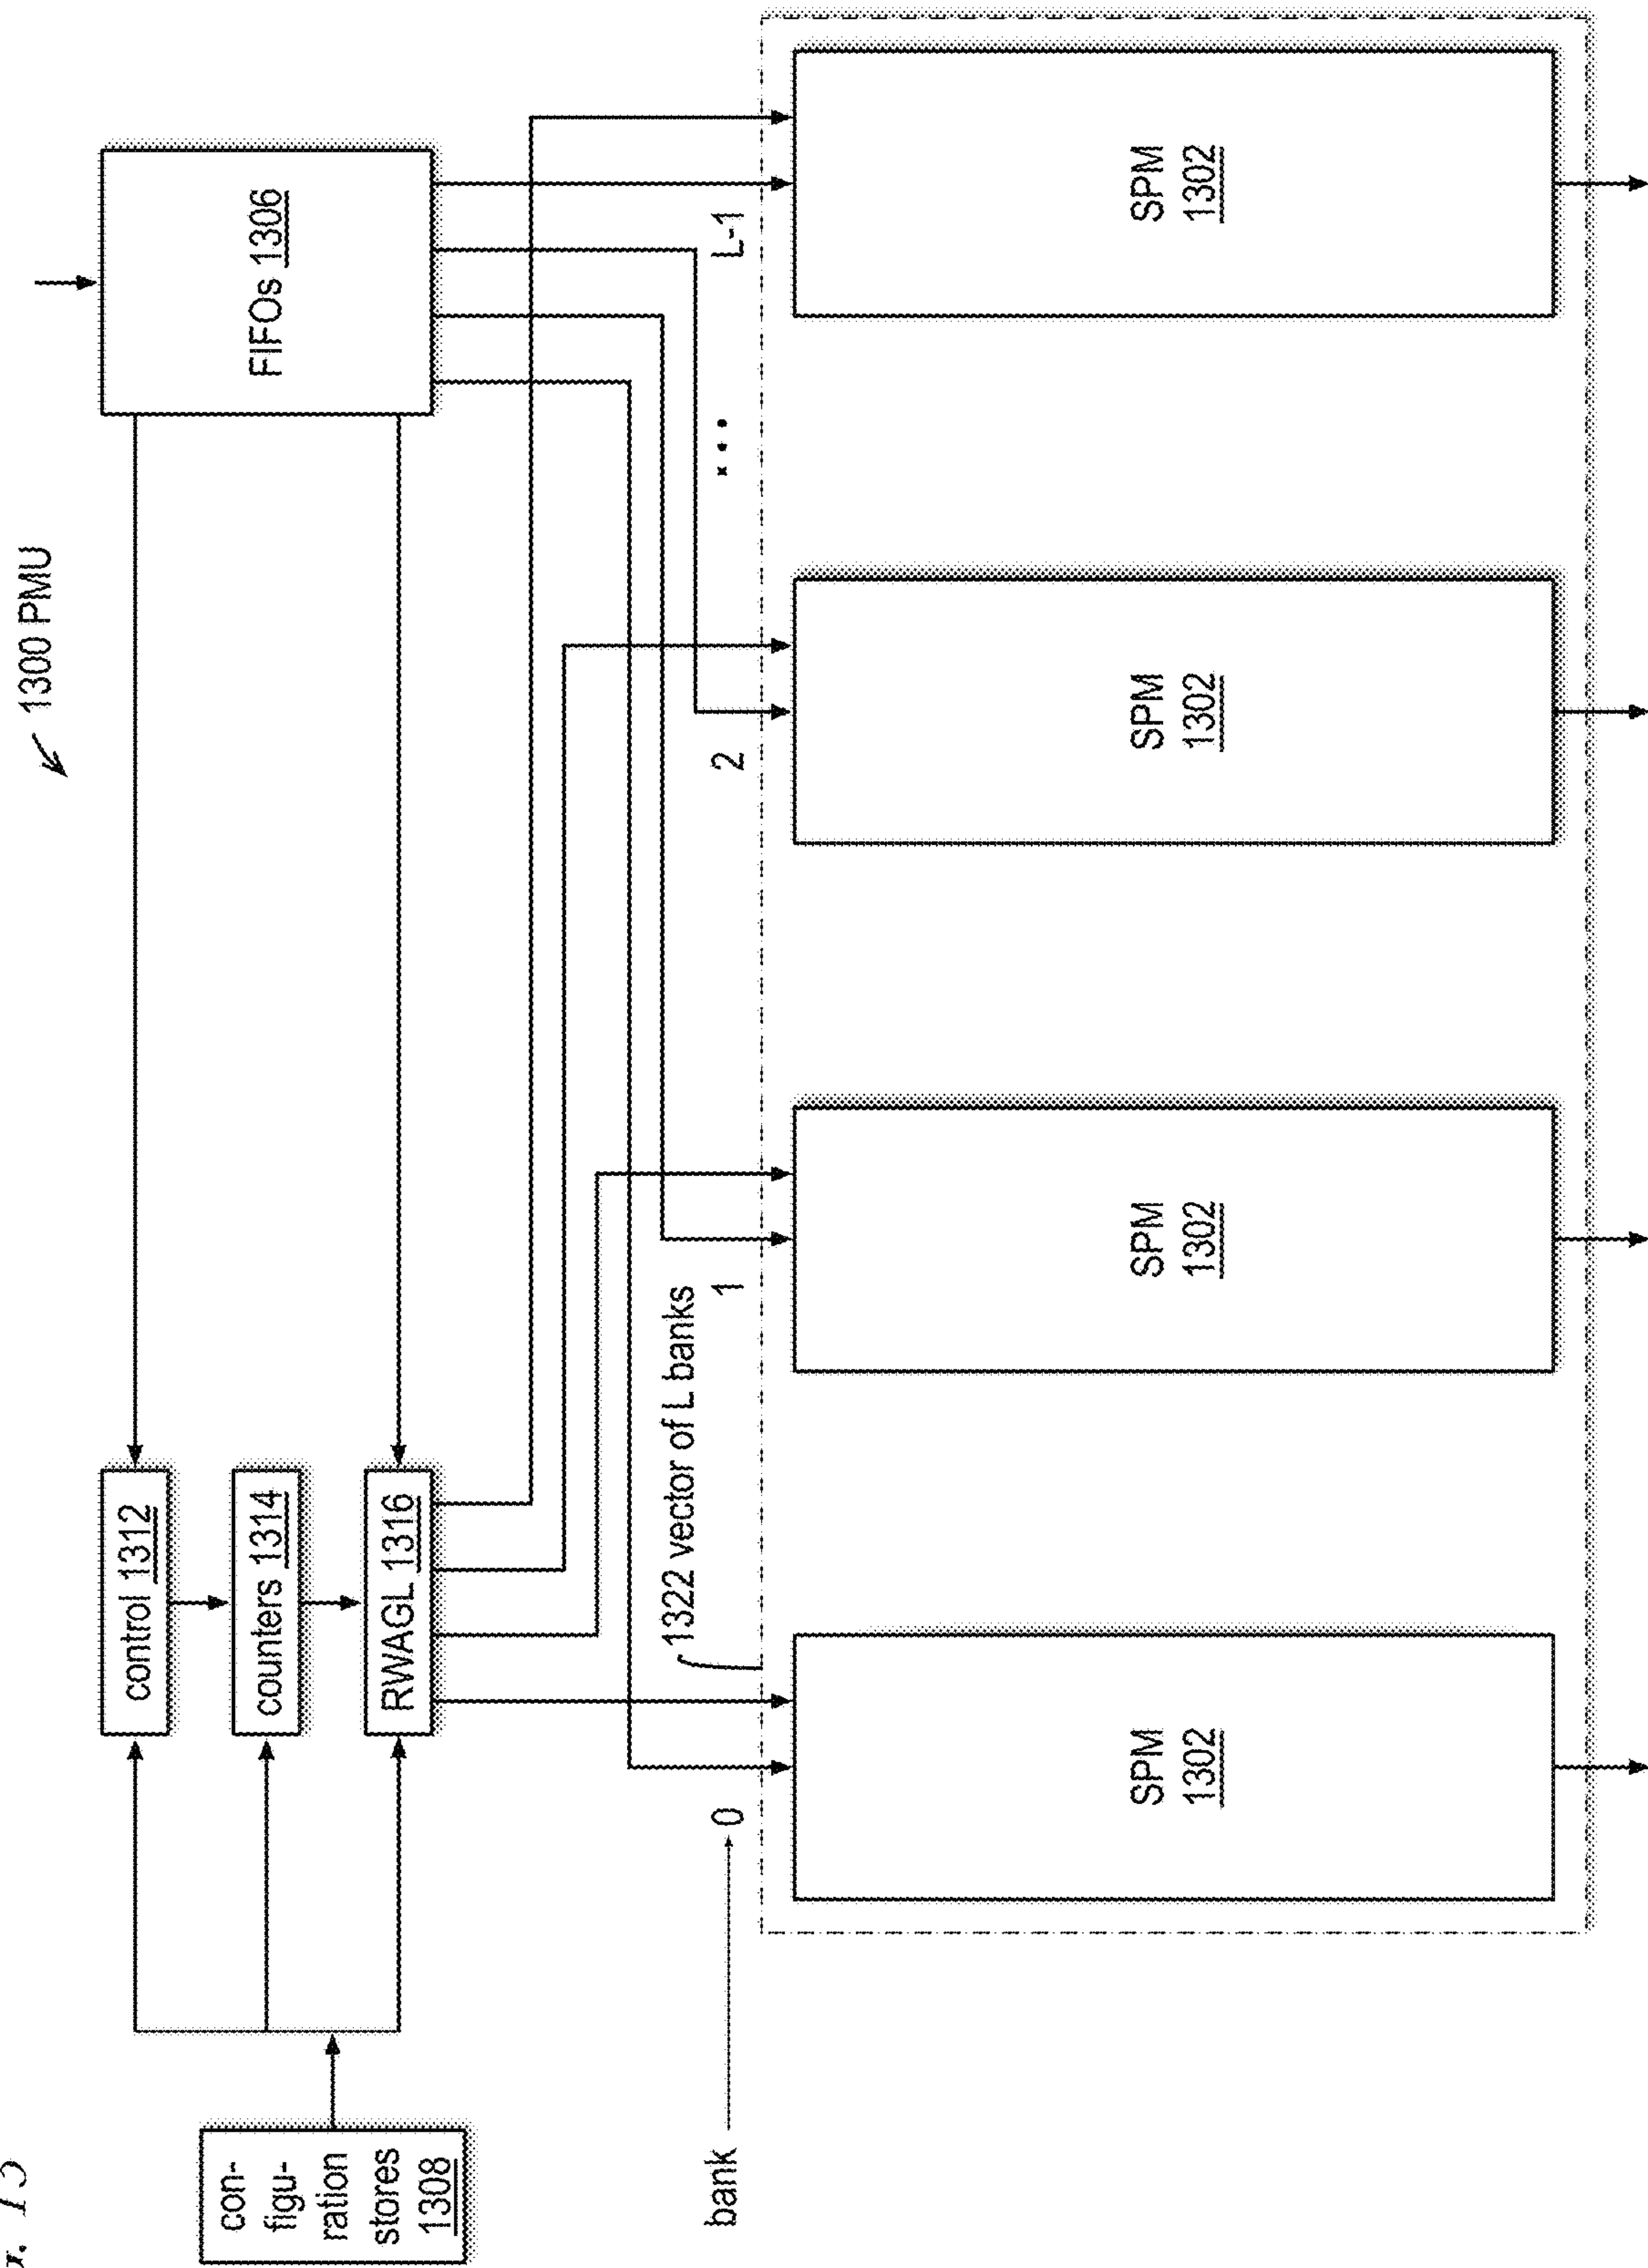 1300 PMU
con-
figu-
ration
stores
1308
control 1312
counters 1314
RWAGL 1316
FIFOs 1306
1322 vector of L banks
bank 0 1 2 ... L-1
SPM
1302
SPM
1302
SPM
1302
SPM
1302